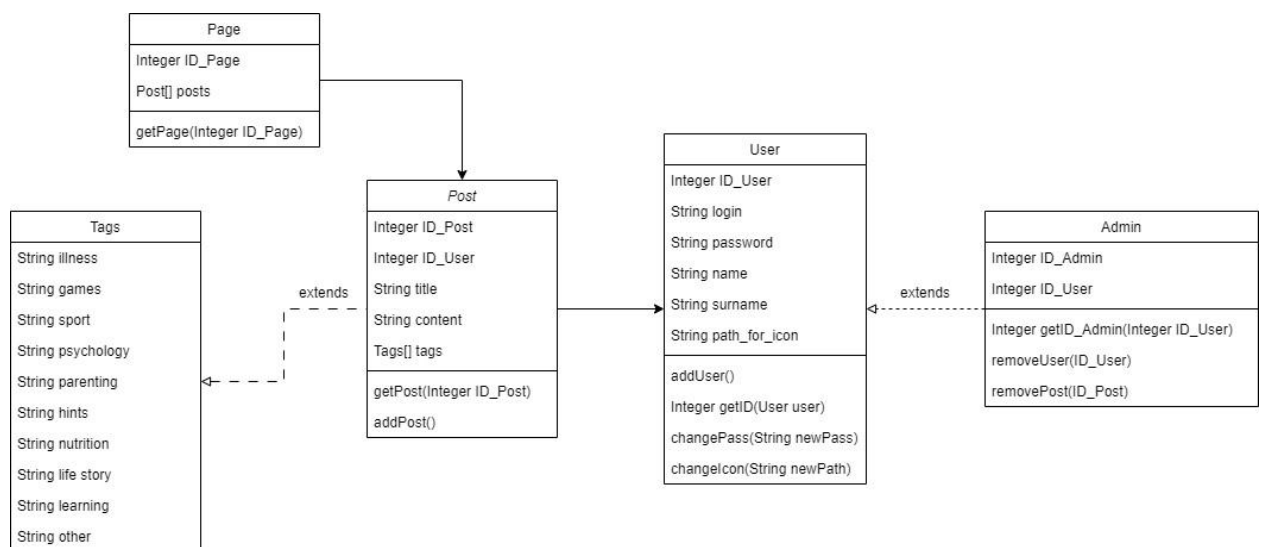 Page
Integer ID_Page
Post[] posts
getPage(Integer ID_Page)
Post
Integer ID_Post
Integer ID_User
String title
String content
Tags[] tags
getPost(Integer ID_Post)
addPost()
Tags
String illness
String games
String sport
String psychology
String parenting
String hints
String nutrition
String life story
String learning
String other
extends
User
Integer ID_User
String login
String password
String name
String surname
String path_for_icon
addUser()
Integer getID(User user)
changePass(String newPass)
changeIcon(String newPath)
extends
Admin
Integer ID_Admin
Integer ID_User
Integer getID_Admin(Integer ID_User)
removeUser(ID_User)
removePost(ID_Post)